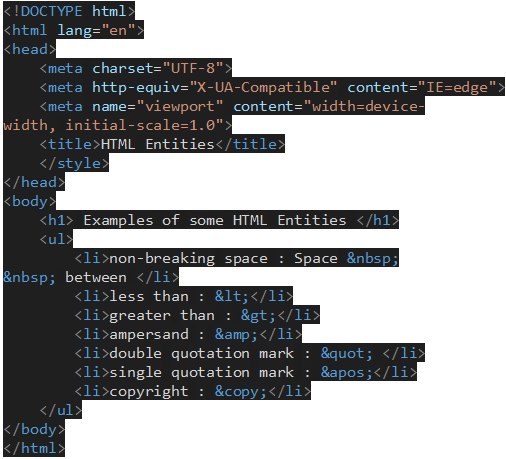 <!DOCTYPE html>
<html lang="en">
<head>
    <meta charset="UTF-8">
    <meta http-equiv="X-UA-Compatible" content="IE=edge">
    <meta name="viewport" content="width=device-
width, initial-scale=1.0">
    <title>HTML Entities</title>
    </style>
</head>
<body>
    <h1> Examples of some HTML Entities </h1>
    <ul>
        <li>non-breaking space : Space &nbsp;
&nbsp; between </li>
        <li>less than : &lt;</li>
        <li>greater than : &gt;</li>
        <li>ampersand : &amp;</li>
        <li>double quotation mark : &quot; </li>
        <li>single quotation mark : &apos;</li>
        <li>copyright : &copy;</li>
    </ul>
</body>
</html>